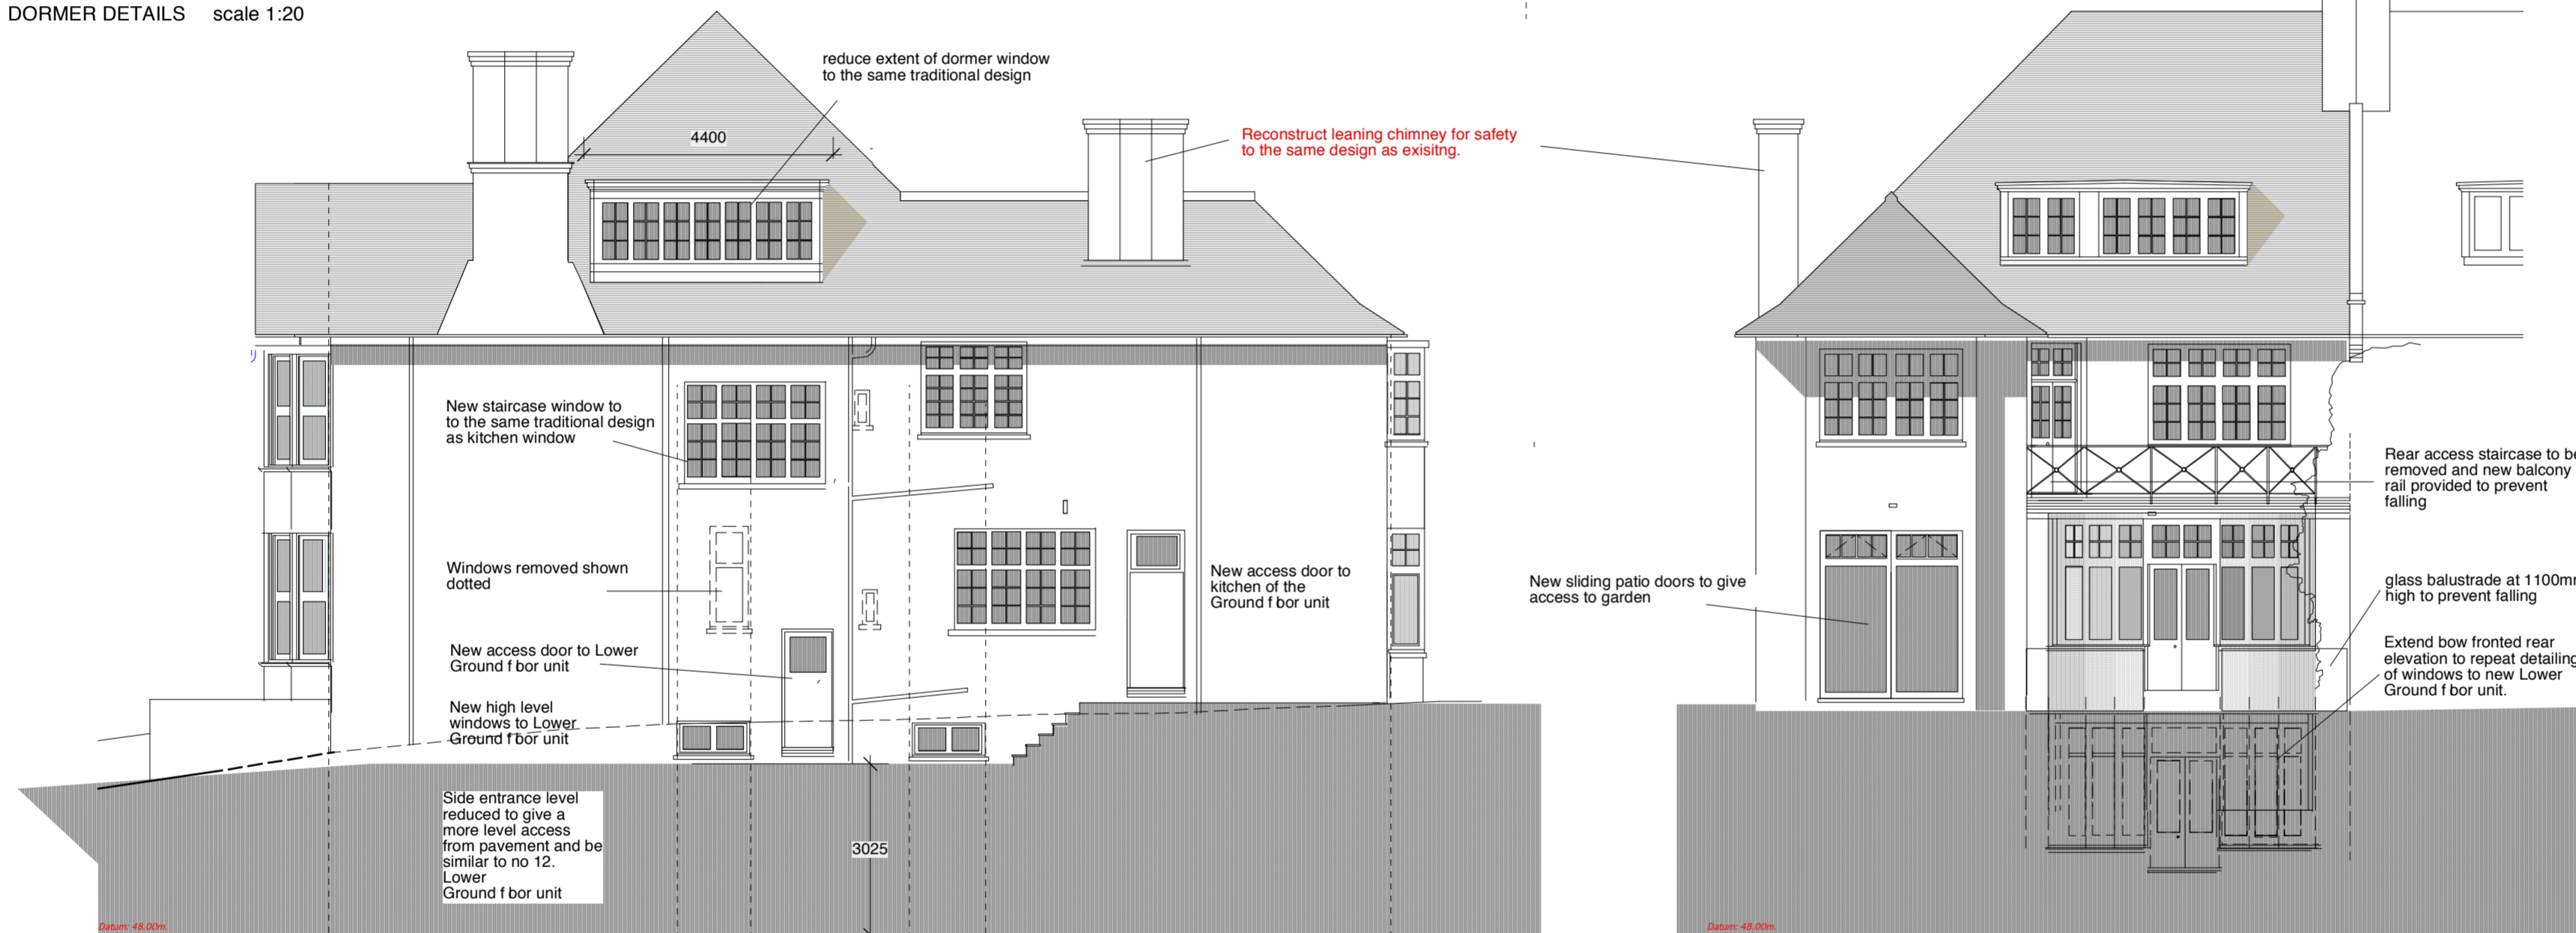 DORMER DETAILS scale 1:20
reduce extent of dormer window
to the same traditional design
4400
Reconstruct leaning chimney for safety
to the same design as exisitng.
New staircase window to
to the same traditional design
as kitchen window
Windows removed shown
dotted
New access door to Lower
Ground f bor unit
New high level
windows to Lower
Ground f bor unit
New access door to
kitchen of the
Ground f bor unit
Side entrance level
reduced to give a
more level access
from pavement and be
similar to no 12.
Lower
Ground f bor unit
3025
Datum: 48.00m.
New sliding patio doors to give
access to garden
Rear access staircase to be
removed and new balcony
rail provided to prevent
falling
glass balustrade at 1100mm
high to prevent falling
Extend bow fronted rear
elevation to repeat detailing
of windows to new Lower
Ground f bor unit.
Datum: 48.00m.